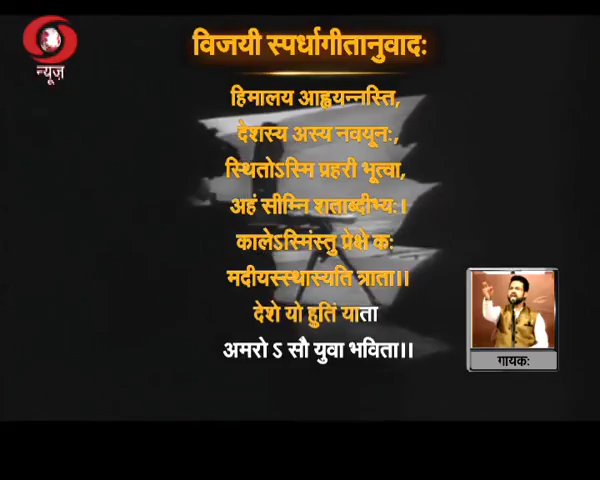 न्यूज़
विजयी स्पर्धागीतानुवाद:
हिमालय आह्वयन्नस्ति,
देशस्य अस्य नवयून:,
स्थितोऽस्मि प्रहरी भूत्वा,
अहं सीम्नि शताब्दीभ्य:।
कालेऽस्मिंस्तु प्रेक्षे क:
मदीयस्स्थास्यति त्राता।।
देशे यो हुतिं याता
अमरो ऽ सौ युवा भविता।।
गायक: